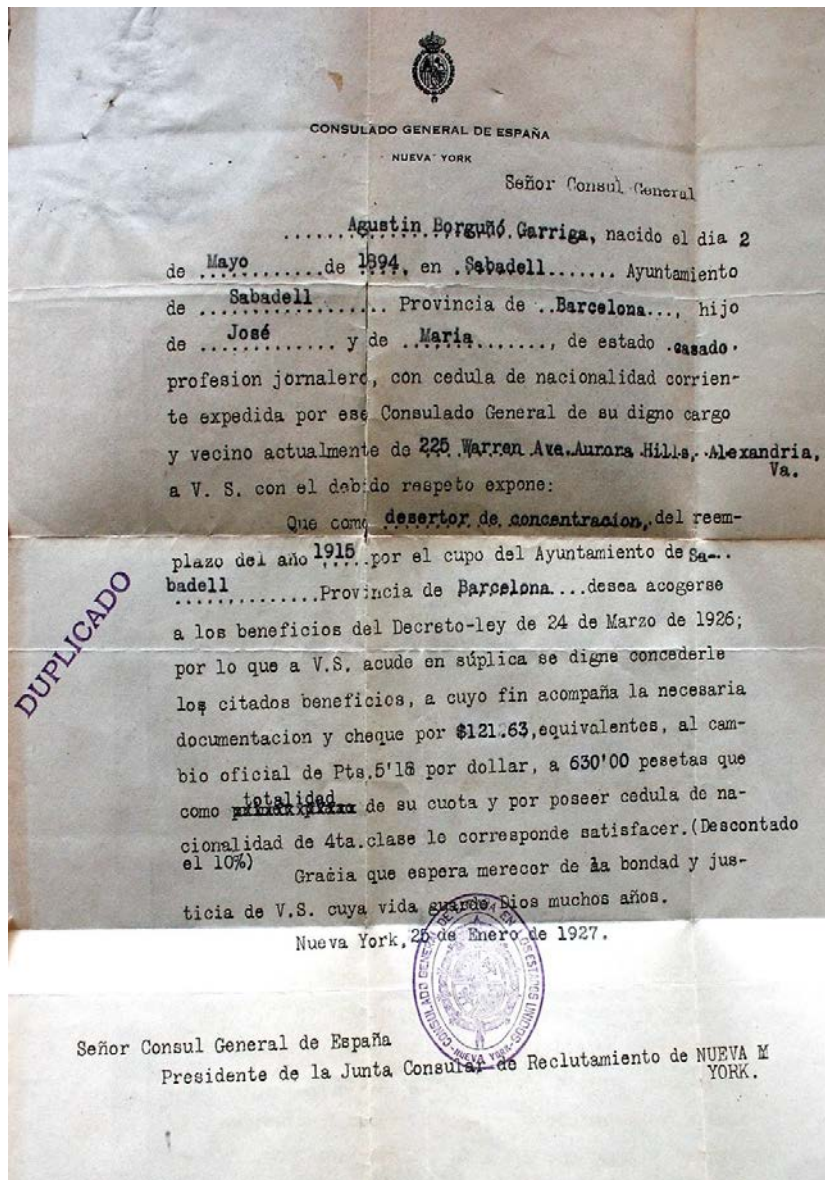 CONSULADO GENERAL DE ESPAÑA
NUEVA YORK
Señor Consul General
......Agustin Borguñó Garriga, nacido el dia 2
de ..Mayo.......de 1894, en .Sabadell....... Ayuntamiento
de ....Sabadell....... Provincia de ..Barcelona..., hijo
de ..José....... y de ..Maria......., de estado .casado.
profesion jornalero, con cedula de nacionalidad corrien-
te expedida por ese Consulado General de su digno cargo
y vecino actualmente de 225 Warren Ave. Aurora Hills, Alexandria,
Va.
a V. S. con el debido respeto expone:
Que como desertor de concentracion, del reem-
plazo del año 1915 por el cupo del Ayuntamiento de Sa-..
badell.........Provincia de Barcelona....desea acogerse
a los beneficios del Decreto-ley de 24 de Marzo de 1926;
por lo que a V.S. acude en súplica se digne concederle
los citados beneficios, a cuyo fin acompaña la necesaria
documentacion y cheque por $121.63,equivalentes, al cam-
bio oficial de Pts.5'18 por dollar, a 630'00 pesetas que
como totalidad de su cuota y por poseer cedula de na-
cionalidad de 4ta.clase le corresponde satisfacer.(Descontado
el 10%)
Gracia que espera merecer de la bondad y jus-
ticia de V.S. cuya vida guarde Dios muchos años.
Nueva York, 25 de Enero de 1927.
DUPLICADO
CONSULADO GENERAL DE ESPAÑA EN LOS ESTADOS UNIDOS
NUEVA YORK
Señor Consul General de España
Presidente de la Junta Consular de Reclutamiento de NUEVA M
YORK.